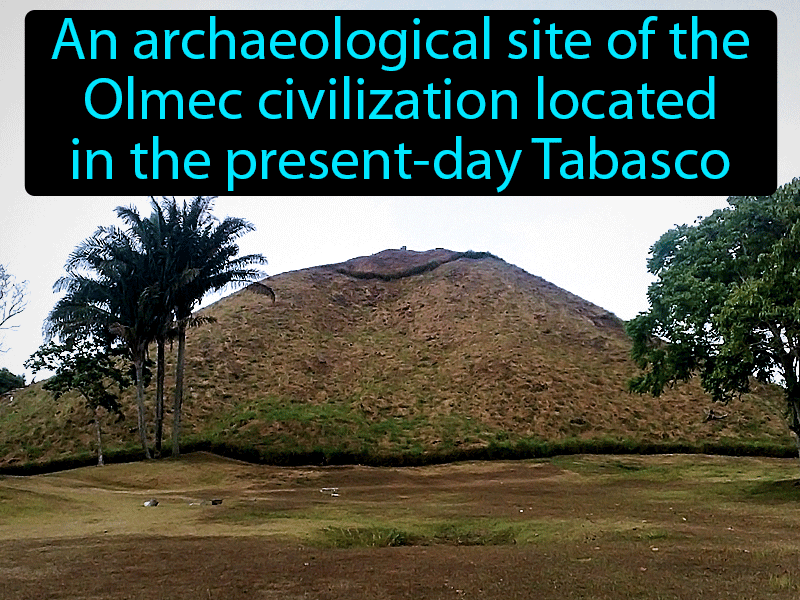 An archaeological site of the
Olmec civilization located
in the present-day Tabasco